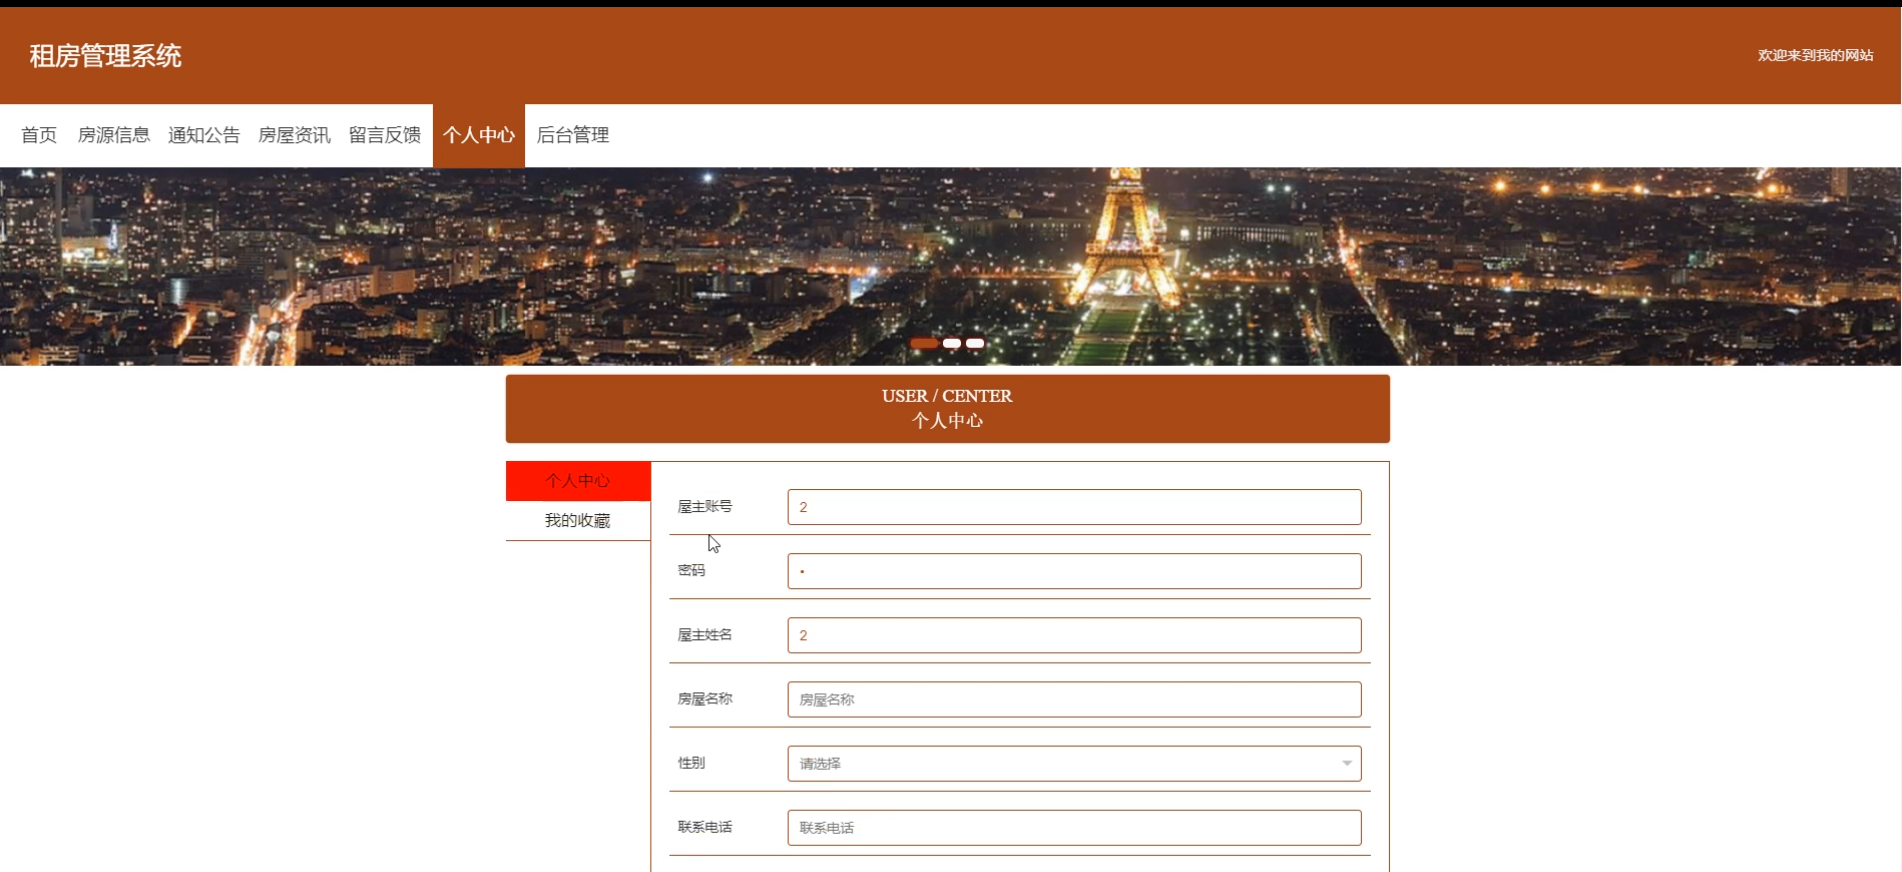 租房管理系统
欢迎来到我的网站
首页 房源信息 通知公告 房屋资讯 留言反馈 个人中心 后台管理
USER / CENTER
个人中心
个人中心
我的收藏
屋主账号 2
密码 •
屋主姓名 2
房屋名称 房屋名称
性别 请选择
联系电话 联系电话